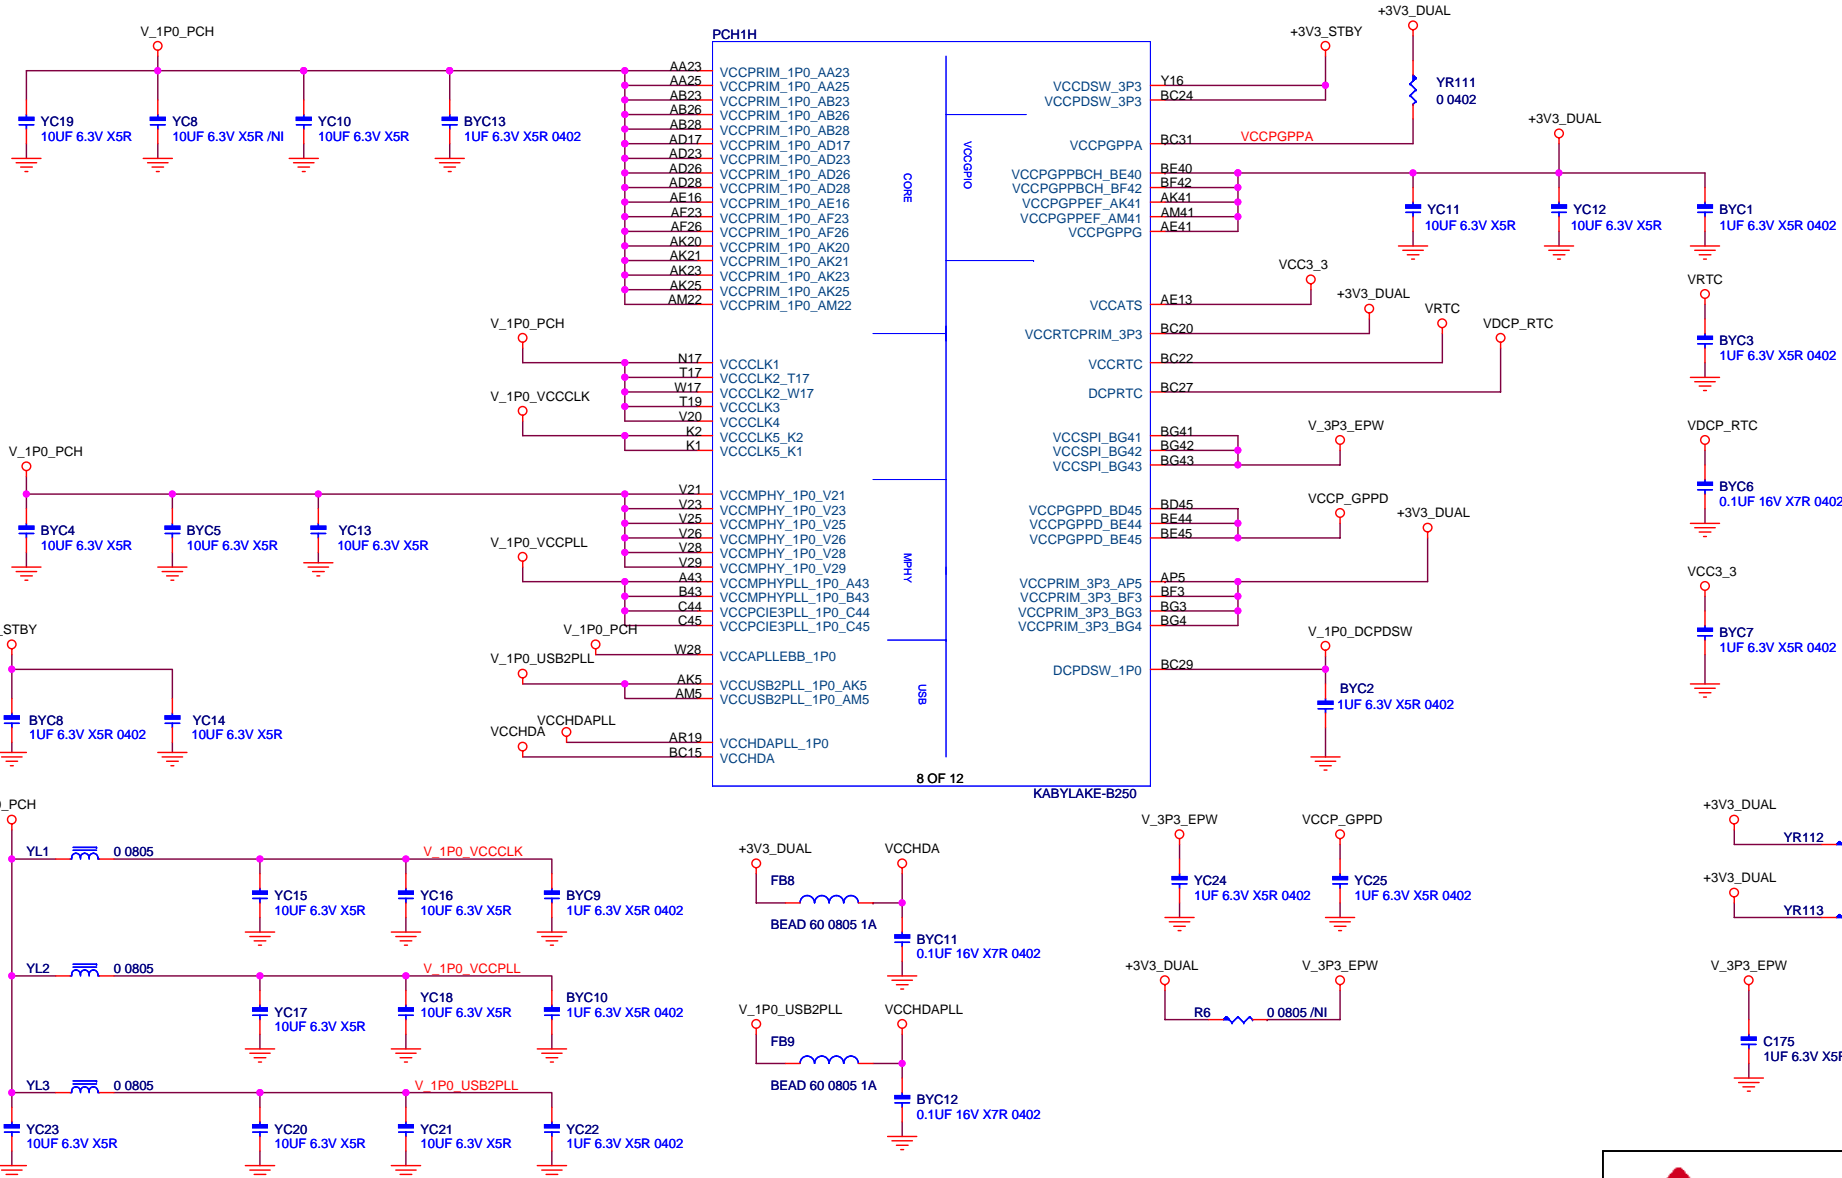 V_1P0_PCH
YC19
10UF 6.3V X5R
YC8
10UF 6.3V X5R /NI
YC10
10UF 6.3V X5R
BYC13
1UF 6.3V X5R 0402
PCH1H
AA23 VCCPRIM_1P0_AA23
AA25 VCCPRIM_1P0_AA25
AB23 VCCPRIM_1P0_AB23
AB26 VCCPRIM_1P0_AB26
AB28 VCCPRIM_1P0_AB28
AD17 VCCPRIM_1P0_AD17
AD23 VCCPRIM_1P0_AD23
AD26 VCCPRIM_1P0_AD26
AD28 VCCPRIM_1P0_AD28
AE16 VCCPRIM_1P0_AE16
AF23 VCCPRIM_1P0_AF23
AF26 VCCPRIM_1P0_AF26
AK20 VCCPRIM_1P0_AK20
AK21 VCCPRIM_1P0_AK21
AK23 VCCPRIM_1P0_AK23
AK25 VCCPRIM_1P0_AK25
AM22 VCCPRIM_1P0_AM22
V_1P0_PCH
N17 VCCCLK1
T17 VCCCLK2_T17
W17 VCCCLK2_W17
T19 VCCCLK3
V20 VCCCLK4
V_1P0_VCCCLK
K2 VCCCLK5_K2
K1 VCCCLK5_K1
V_1P0_PCH
BYC4
10UF 6.3V X5R
BYC5
10UF 6.3V X5R
YC13
10UF 6.3V X5R
V21 VCCMPHY_1P0_V21
V23 VCCMPHY_1P0_V23
V25 VCCMPHY_1P0_V25
V26 VCCMPHY_1P0_V26
V28 VCCMPHY_1P0_V28
V29 VCCMPHY_1P0_V29
V_1P0_VCCPLL
A43 VCCMPHYPLL_1P0_A43
B43 VCCMPHYPLL_1P0_B43
C44 VCCPCIE3PLL_1P0_C44
C45 VCCPCIE3PLL_1P0_C45
V_1P0_PCH
W28 VCCAPLLEBB_1P0
V_1P0_USB2PLL
AK5 VCCUSB2PLL_1P0_AK5
AM5 VCCUSB2PLL_1P0_AM5
VCCHDAPLL
VCCHDA
AR19 VCCHDAPLL_1P0
BC15 VCCHDA
CORE
VCCGPIO
MPHY
USB
8 OF 12
KABYLAKE-B250
_STBY
BYC8
1UF 6.3V X5R 0402
YC14
10UF 6.3V X5R
+3V3_STBY
+3V3_DUAL
YR111
0 0402
VCCDSW_3P3 Y16
VCCPDSW_3P3 BC24
VCCPGPPA BC31 VCCPGPPA
+3V3_DUAL
VCCPGPPBCH_BE40 BE40
VCCPGPPBCH_BF42 BF42
VCCPGPPEF_AK41 AK41
VCCPGPPEF_AM41 AM41
VCCPGPPG AE41
YC11
10UF 6.3V X5R
YC12
10UF 6.3V X5R
BYC1
1UF 6.3V X5R 0402
VCC3_3
VCCATS AE13
+3V3_DUAL
VCCRTCPRIM_3P3 BC20
VRTC
VCCRTC BC22
VDCP_RTC
DCPRTC BC27
VRTC
BYC3
1UF 6.3V X5R 0402
VCCSPI_BG41 BG41
VCCSPI_BG42 BG42
VCCSPI_BG43 BG43
V_3P3_EPW
VDCP_RTC
BYC6
0.1UF 16V X7R 0402
VCCPGPPD_BD45 BD45
VCCPGPPD_BE44 BE44
VCCPGPPD_BE45 BE45
VCCP_GPPD
+3V3_DUAL
VCCPRIM_3P3_AP5 AP5
VCCPRIM_3P3_BF3 BF3
VCCPRIM_3P3_BG3 BG3
VCCPRIM_3P3_BG4 BG4
VCC3_3
BYC7
1UF 6.3V X5R 0402
V_1P0_DCPDSW
DCPDSW_1P0 BC29
BYC2
1UF 6.3V X5R 0402
_PCH
YL1 0 0805 V_1P0_VCCCLK
YC15
10UF 6.3V X5R
YC16
10UF 6.3V X5R
BYC9
1UF 6.3V X5R 0402
YL2 0 0805 V_1P0_VCCPLL
YC17
10UF 6.3V X5R
YC18
10UF 6.3V X5R
BYC10
1UF 6.3V X5R 0402
YL3 0 0805 V_1P0_USB2PLL
YC23
10UF 6.3V X5R
YC20
10UF 6.3V X5R
YC21
10UF 6.3V X5R
YC22
1UF 6.3V X5R 0402
+3V3_DUAL
VCCHDA
FB8
BEAD 60 0805 1A
BYC11
0.1UF 16V X7R 0402
V_1P0_USB2PLL
VCCHDAPLL
FB9
BEAD 60 0805 1A
BYC12
0.1UF 16V X7R 0402
V_3P3_EPW
YC24
1UF 6.3V X5R 0402
VCCP_GPPD
YC25
1UF 6.3V X5R 0402
+3V3_DUAL
V_3P3_EPW
R6 0 0805 /NI
+3V3_DUAL
YR112
+3V3_DUAL
YR113
V_3P3_EPW
C175
1UF 6.3V X5R